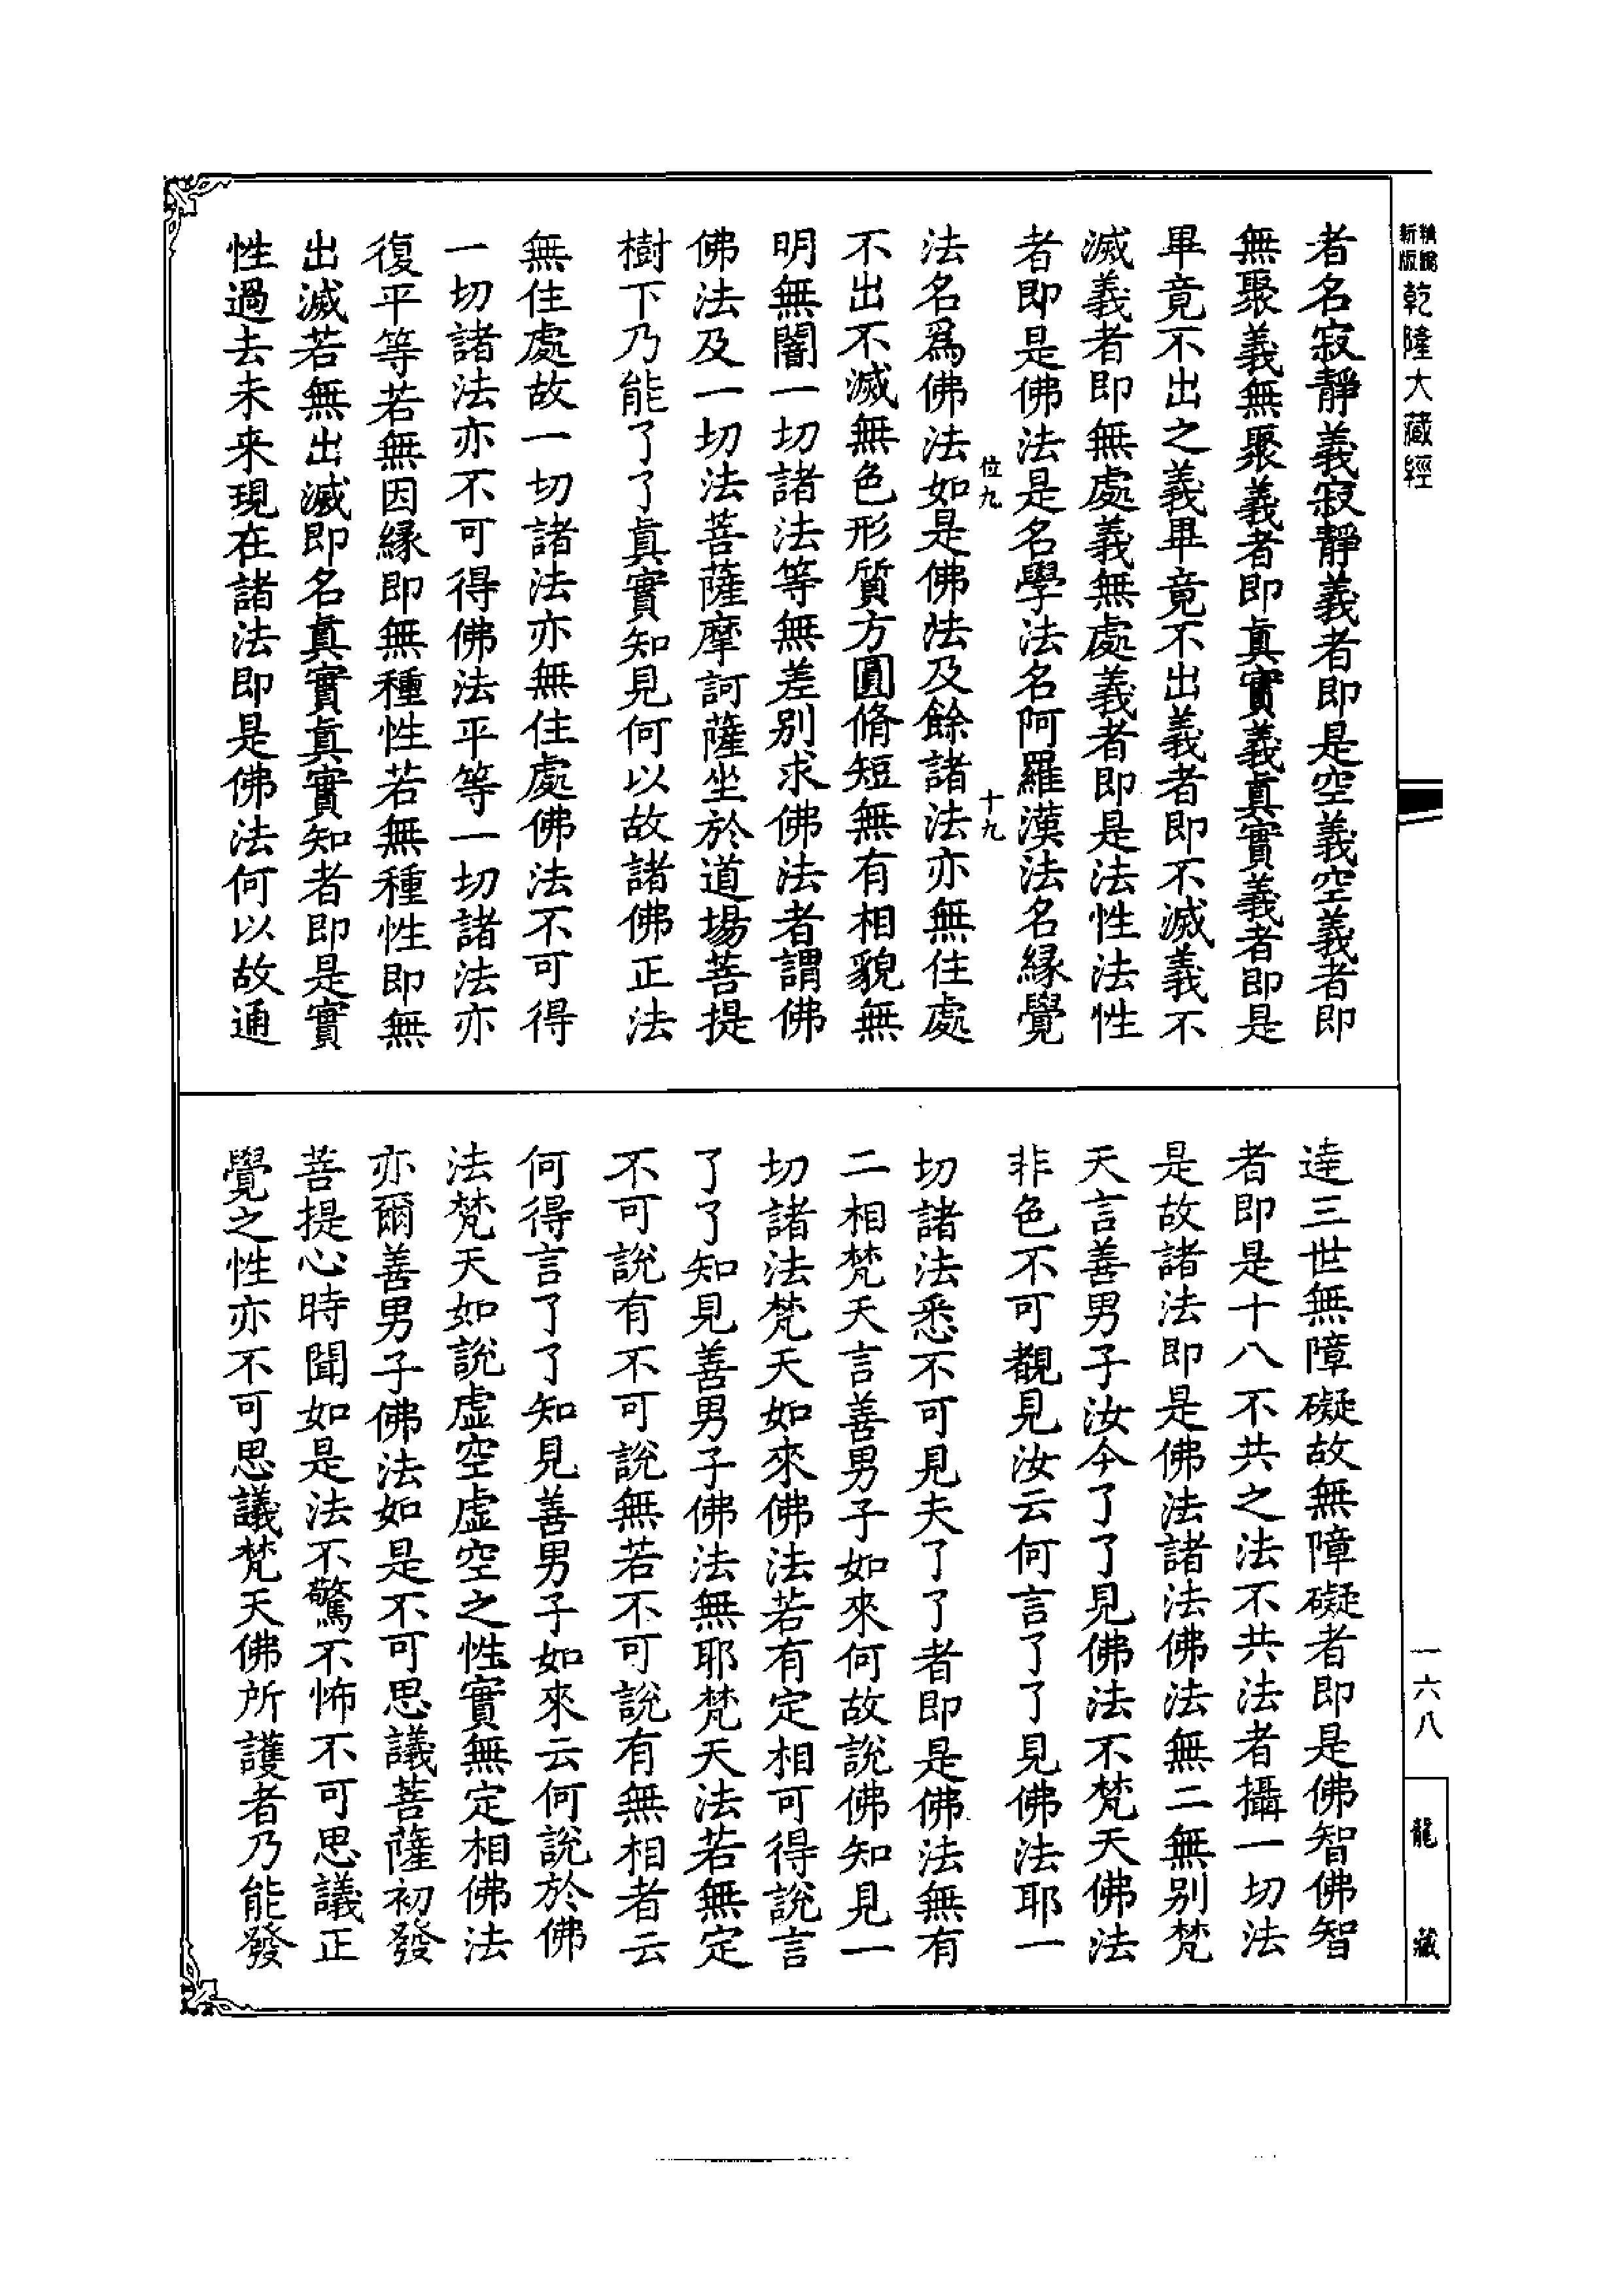 新版
乾隆大藏經
者名寂靜義寂靜義者即是空義空義者即
無聚義無聚義者即真實義真實義者即是
畢竟不出之義畢竟不出義者即不滅義不
滅義者即無處義無處義者即是法性法性
者即是佛法是名學法名阿羅漢法名緣覺
位九 十九
法名爲佛法如是佛法及餘諸法亦無住處
不出不滅無色形質方圓脩短無有相貌無
明無闇一切諸法等無差别求佛法者謂佛
佛法及一切法菩薩摩訶薩坐於道場菩提
樹下乃能了了真實知見何以故諸佛正法
無住處故一切諸法亦無住處佛法不可得
一切諸法亦不可得佛法平等一切諸法亦
復平等若無因緣即無種性若無種性即無
出滅若無出滅即名真實真實知者即是實
性過去未来現在諸法即是佛法何以故通
達三世無障礙故無障礙者即是佛智佛智
者即是十八不共之法不共法者攝一切法
是故諸法即是佛法諸法佛法無二無别梵
天言善男子汝今了了見佛法不梵天佛法
非色不可覩見汝云何言了了見佛法耶一
切諸法悉不可見夫了了者即是佛法無有
二相梵天言善男子如來何故說佛知見一
切諸法梵天如來佛法若有定相可得說言
了了知見善男子佛法無耶梵天法若無定
不可說有不可說無若不可說有無相者云
何得言了了知見善男子如來云何說於佛
法梵天如說虛空虛空之性實無定相佛法
亦爾善男子佛法如是不可思議菩薩初發
菩提心時聞如是法不驚不怖不可思議正
覺之性亦不可思議梵天佛所護者乃能發
一六八
龍藏